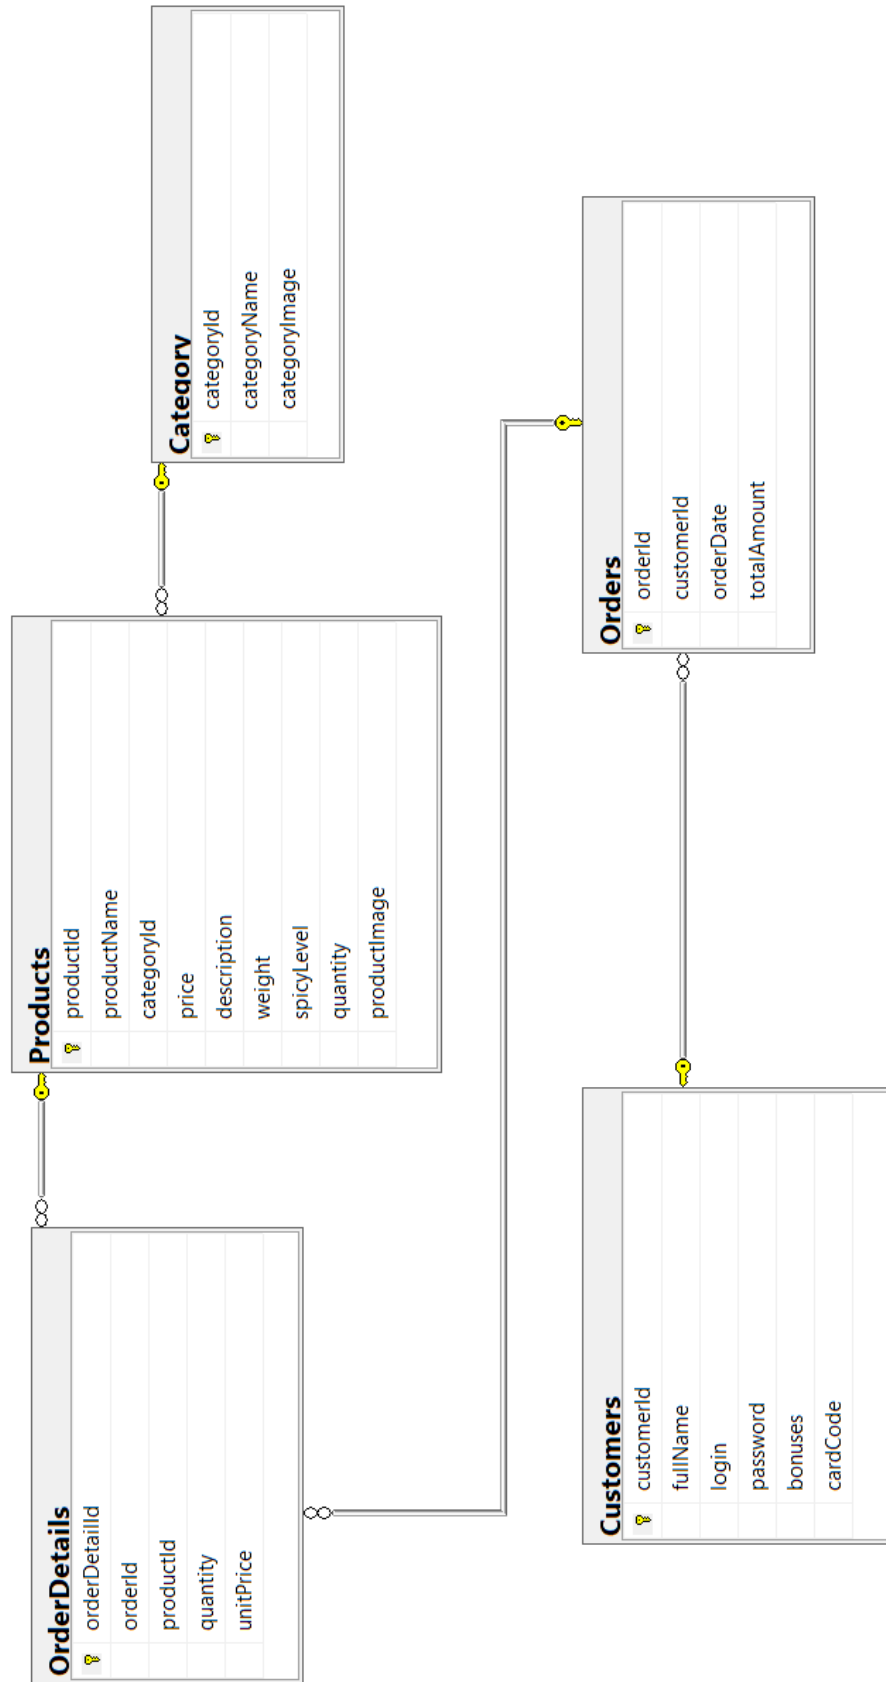 OrderDetails
orderDetailId
orderId
productId
quantity
unitPrice
Products
productId
productName
categoryId
price
description
weight
spicyLevel
quantity
productImage
Category
categoryId
categoryName
categoryImage
Customers
customerId
fullName
login
password
bonuses
cardCode
Orders
orderId
customerId
orderDate
totalAmount